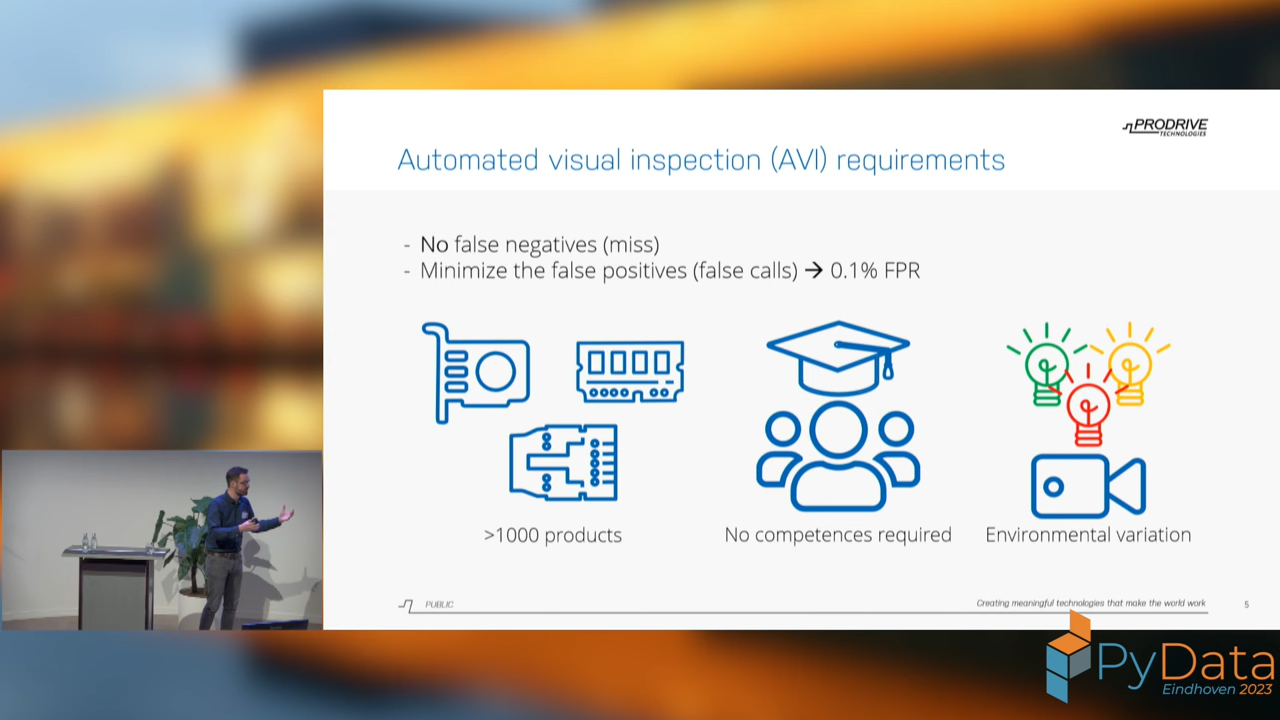 PRODRIVE
TECHNOLOGIES
Automated visual inspection (AVI) requirements
- No false negatives (miss)
- Minimize the false positives (false calls) → 0.1% FPR
>1000 products
No competences required
Environmental variation
PUBLIC
Creating meaningful technologies that make the world work
5
PyData
Eindhoven 2023